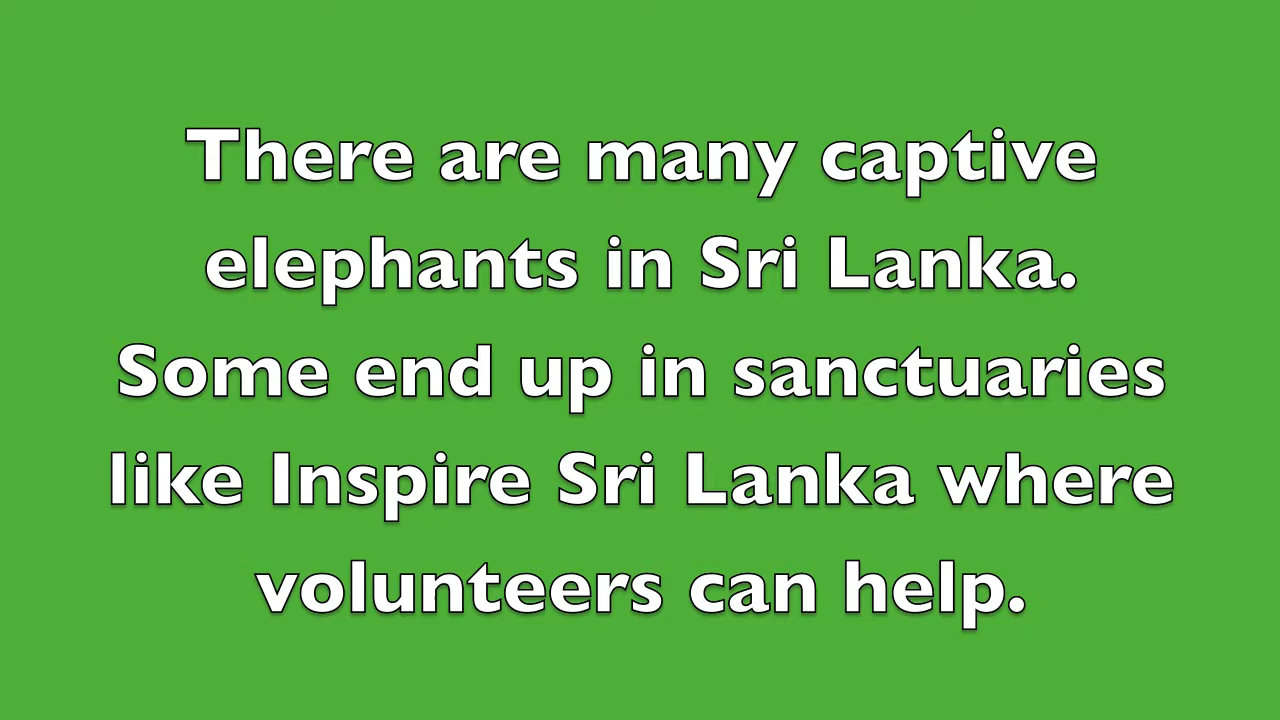 There are many captive
elephants in Sri Lanka.
Some end up in sanctuaries
like Inspire Sri Lanka where
volunteers can help.